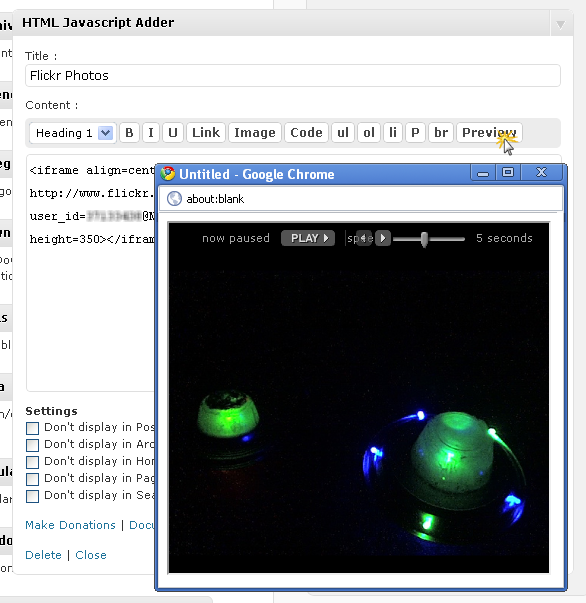 HTML Javascript Adder
Title :
Flickr Photos
Content :
Heading 1 B I U Link Image Code ul ol li P br Preview
<iframe align=cent
http://www.flickr.
user_id=
height=350></ifram
Untitled - Google Chrome
about:blank
now paused PLAY 5 seconds
Settings
Don't display in Pos
Don't display in Arc
Don't display in Hor
Don't display in Pag
Don't display in Sea
Make Donations | Docu
Delete | Close